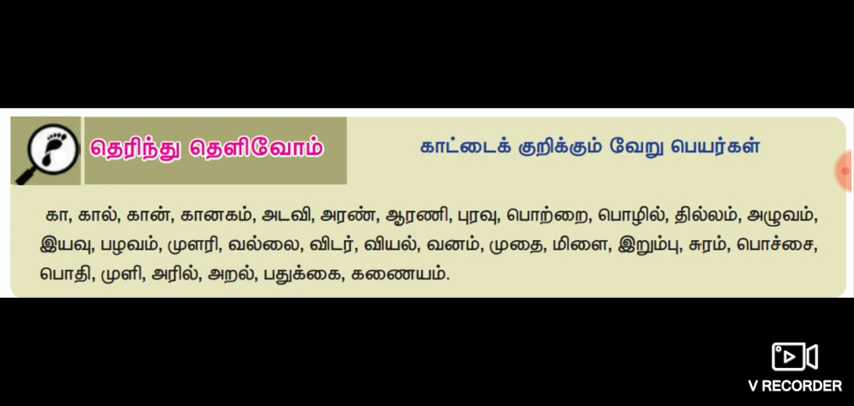 தெரிந்து தெளிவோம்
காட்டைக் குறிக்கும் வேறு பெயர்கள்
கா, கால், கான், கானகம், அடவி, அரண், ஆரணி, புரவு, பொற்றை, பொழில், தில்லம், அழுவம்,
இயவு, பழவம், முளரி, வல்லை, விடர், வியல், வனம், முதை, மிளை, இறும்பு, சுரம், பொச்சை,
பொதி, முளி, அரில், அறல், பதுக்கை, கணையம்.
V RECORDER